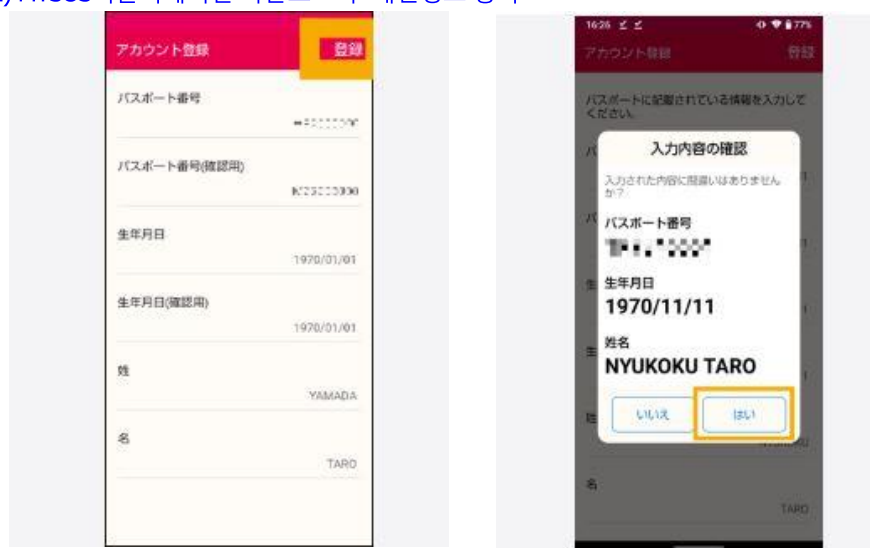 アカウント登録
登録
パスポート番号
パスポート番号(確認用)
生年月日
1970/01/01
生年月日(確認用)
1970/01/01
姓
YAMADA
名
TARO
16:26
77%
アカウント登録
登録
パスポートに記載されている情報を入力して
ください。
入力内容の確認
入力された内容に間違いはありません
か?
パスポート番号
生年月日
1970/11/11
姓名
NYUKOKU TARO
いいえ
はい
名
TARO